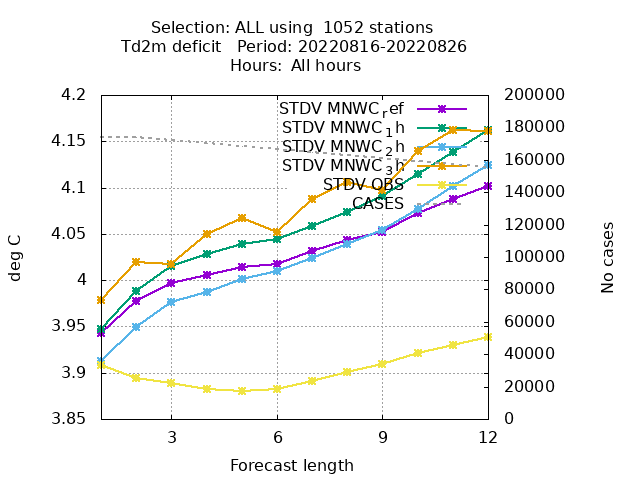 Selection: ALL using  1052 stations
Td2m deficit   Period: 20220816-20220826
Hours:  All hours
4.2
4.15
4.1
4.05
4
3.95
3.9
3.85
deg C
STDV MNWC_ref
STDV MNWC_1h
STDV MNWC_2h
STDV MNWC_3h
STDV OBS
CASES
200000
180000
160000
140000
120000
100000
80000
60000
40000
20000
0
No cases
3
6
9
12
Forecast length